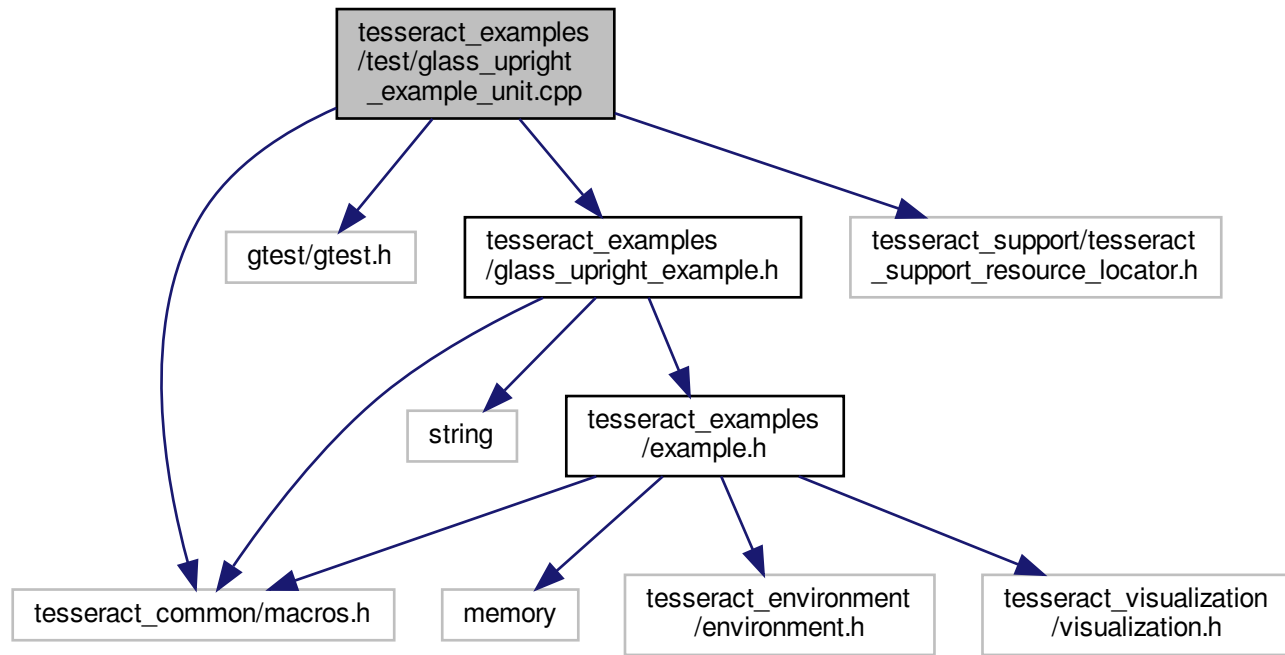 tesseract_examples
/test/glass_upright
_example_unit.cpp
gtest/gtest.h
tesseract_examples
/glass_upright_example.h
tesseract_support/tesseract
_support_resource_locator.h
string
tesseract_examples
/example.h
tesseract_common/macros.h
memory
tesseract_environment
/environment.h
tesseract_visualization
/visualization.h